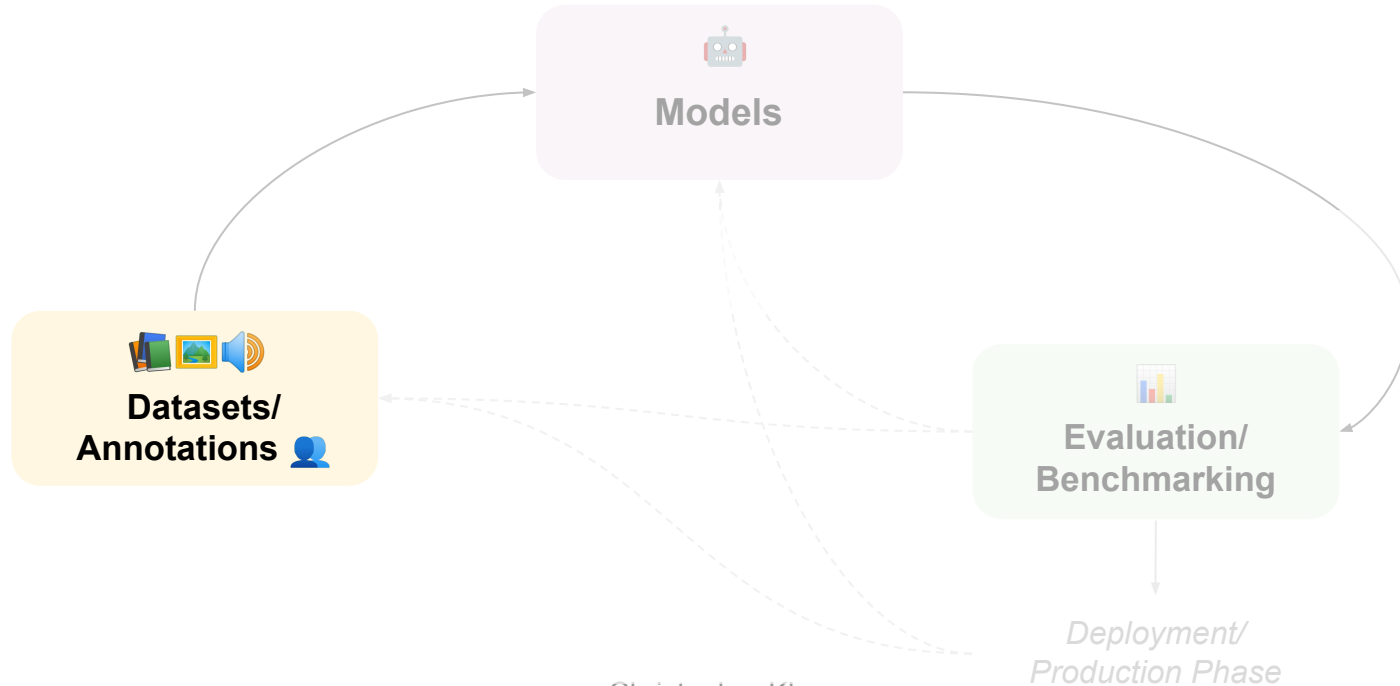 Models
Datasets/
Annotations
Evaluation/
Benchmarking
Deployment/
Production Phase